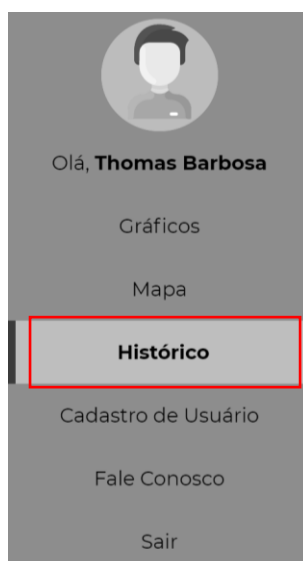 Olá, Thomas Barbosa
Gráficos
Mapa
Histórico
Cadastro de Usuário
Fale Conosco
Sair